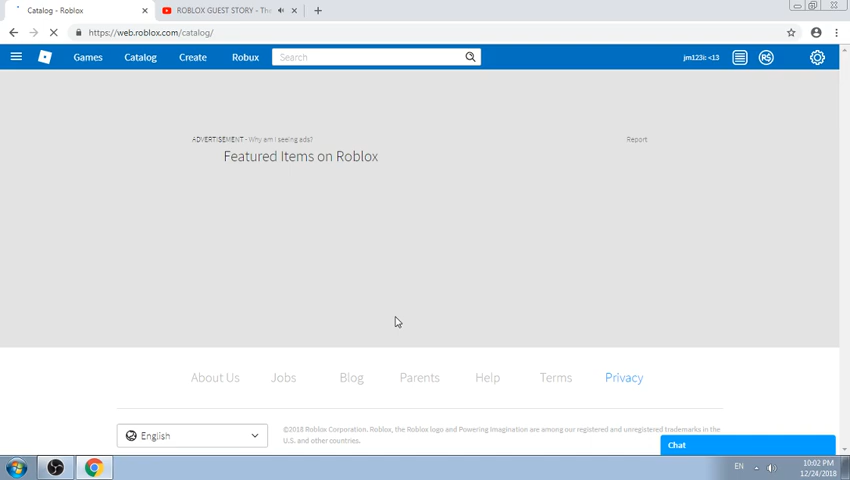 Catalog - Roblox
ROBLOX GUEST STORY - The
https://web.roblox.com/catalog/
Games
Catalog
Create
Robux
Search
jm123it: <13
R$
ADVERTISEMENT - Why am I seeing ads?
Report
Featured Items on Roblox
About Us
Jobs
Blog
Parents
Help
Terms
Privacy
English
©2018 Roblox Corporation. Roblox, the Roblox logo and Powering Imagination are among our registered and unregistered trademarks in the
U.S. and other countries.
Chat
EN
10:02 PM
12/24/2018